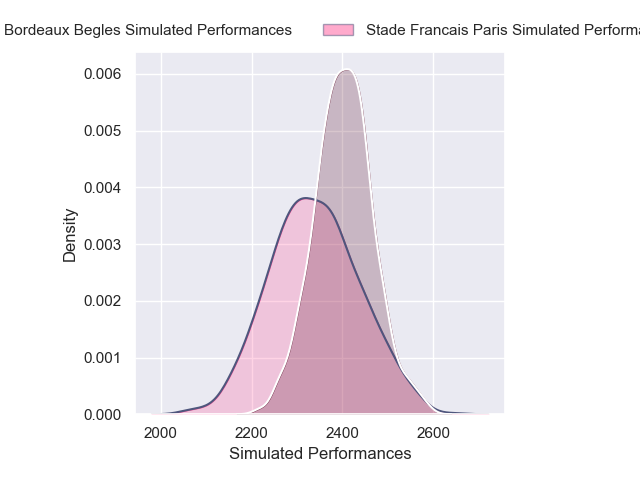 Bordeaux Begles Simulated Performances
Stade Francais Paris Simulated Performa
0.006
0.005
0.004
0.003
0.002
0.001
0.000
Density
2000 2200 2400 2600
Simulated Performances